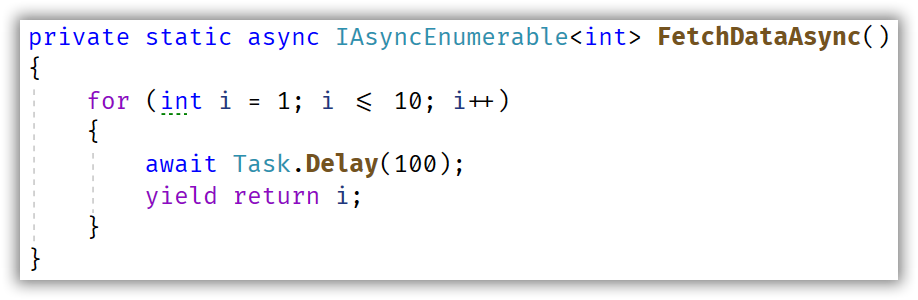 private static async IAsyncEnumerable<int> FetchDataAsync()
{
    for (int i = 1; i <= 10; i++)
    {
        await Task.Delay(100);
        yield return i;
    }
}